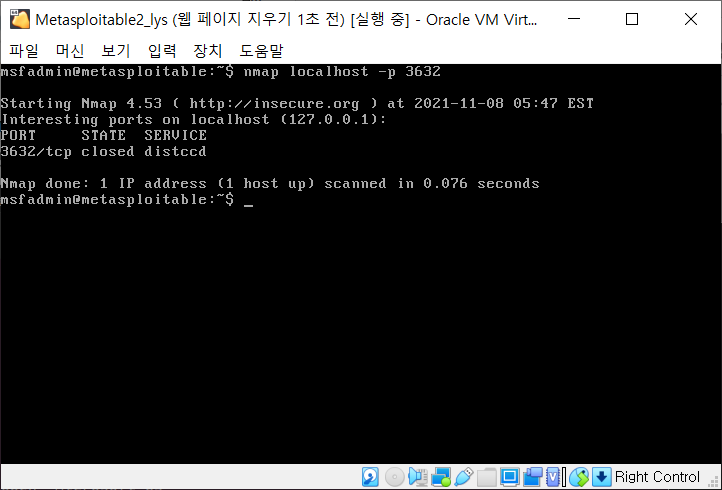 Metasploitable2_lys (웹 페이지 지우기 1초 전) [실행 중] - Oracle VM Virt...
파일 머신 보기 입력 장치 도움말
msfadmin@metasploitable:~$ nmap localhost -p 3632
Starting Nmap 4.53 ( http://insecure.org ) at 2021-11-08 05:47 EST
Interesting ports on localhost (127.0.0.1):
PORT     STATE  SERVICE
3632/tcp closed distccd
Nmap done: 1 IP address (1 host up) scanned in 0.076 seconds
msfadmin@metasploitable:~$ _
Right Control